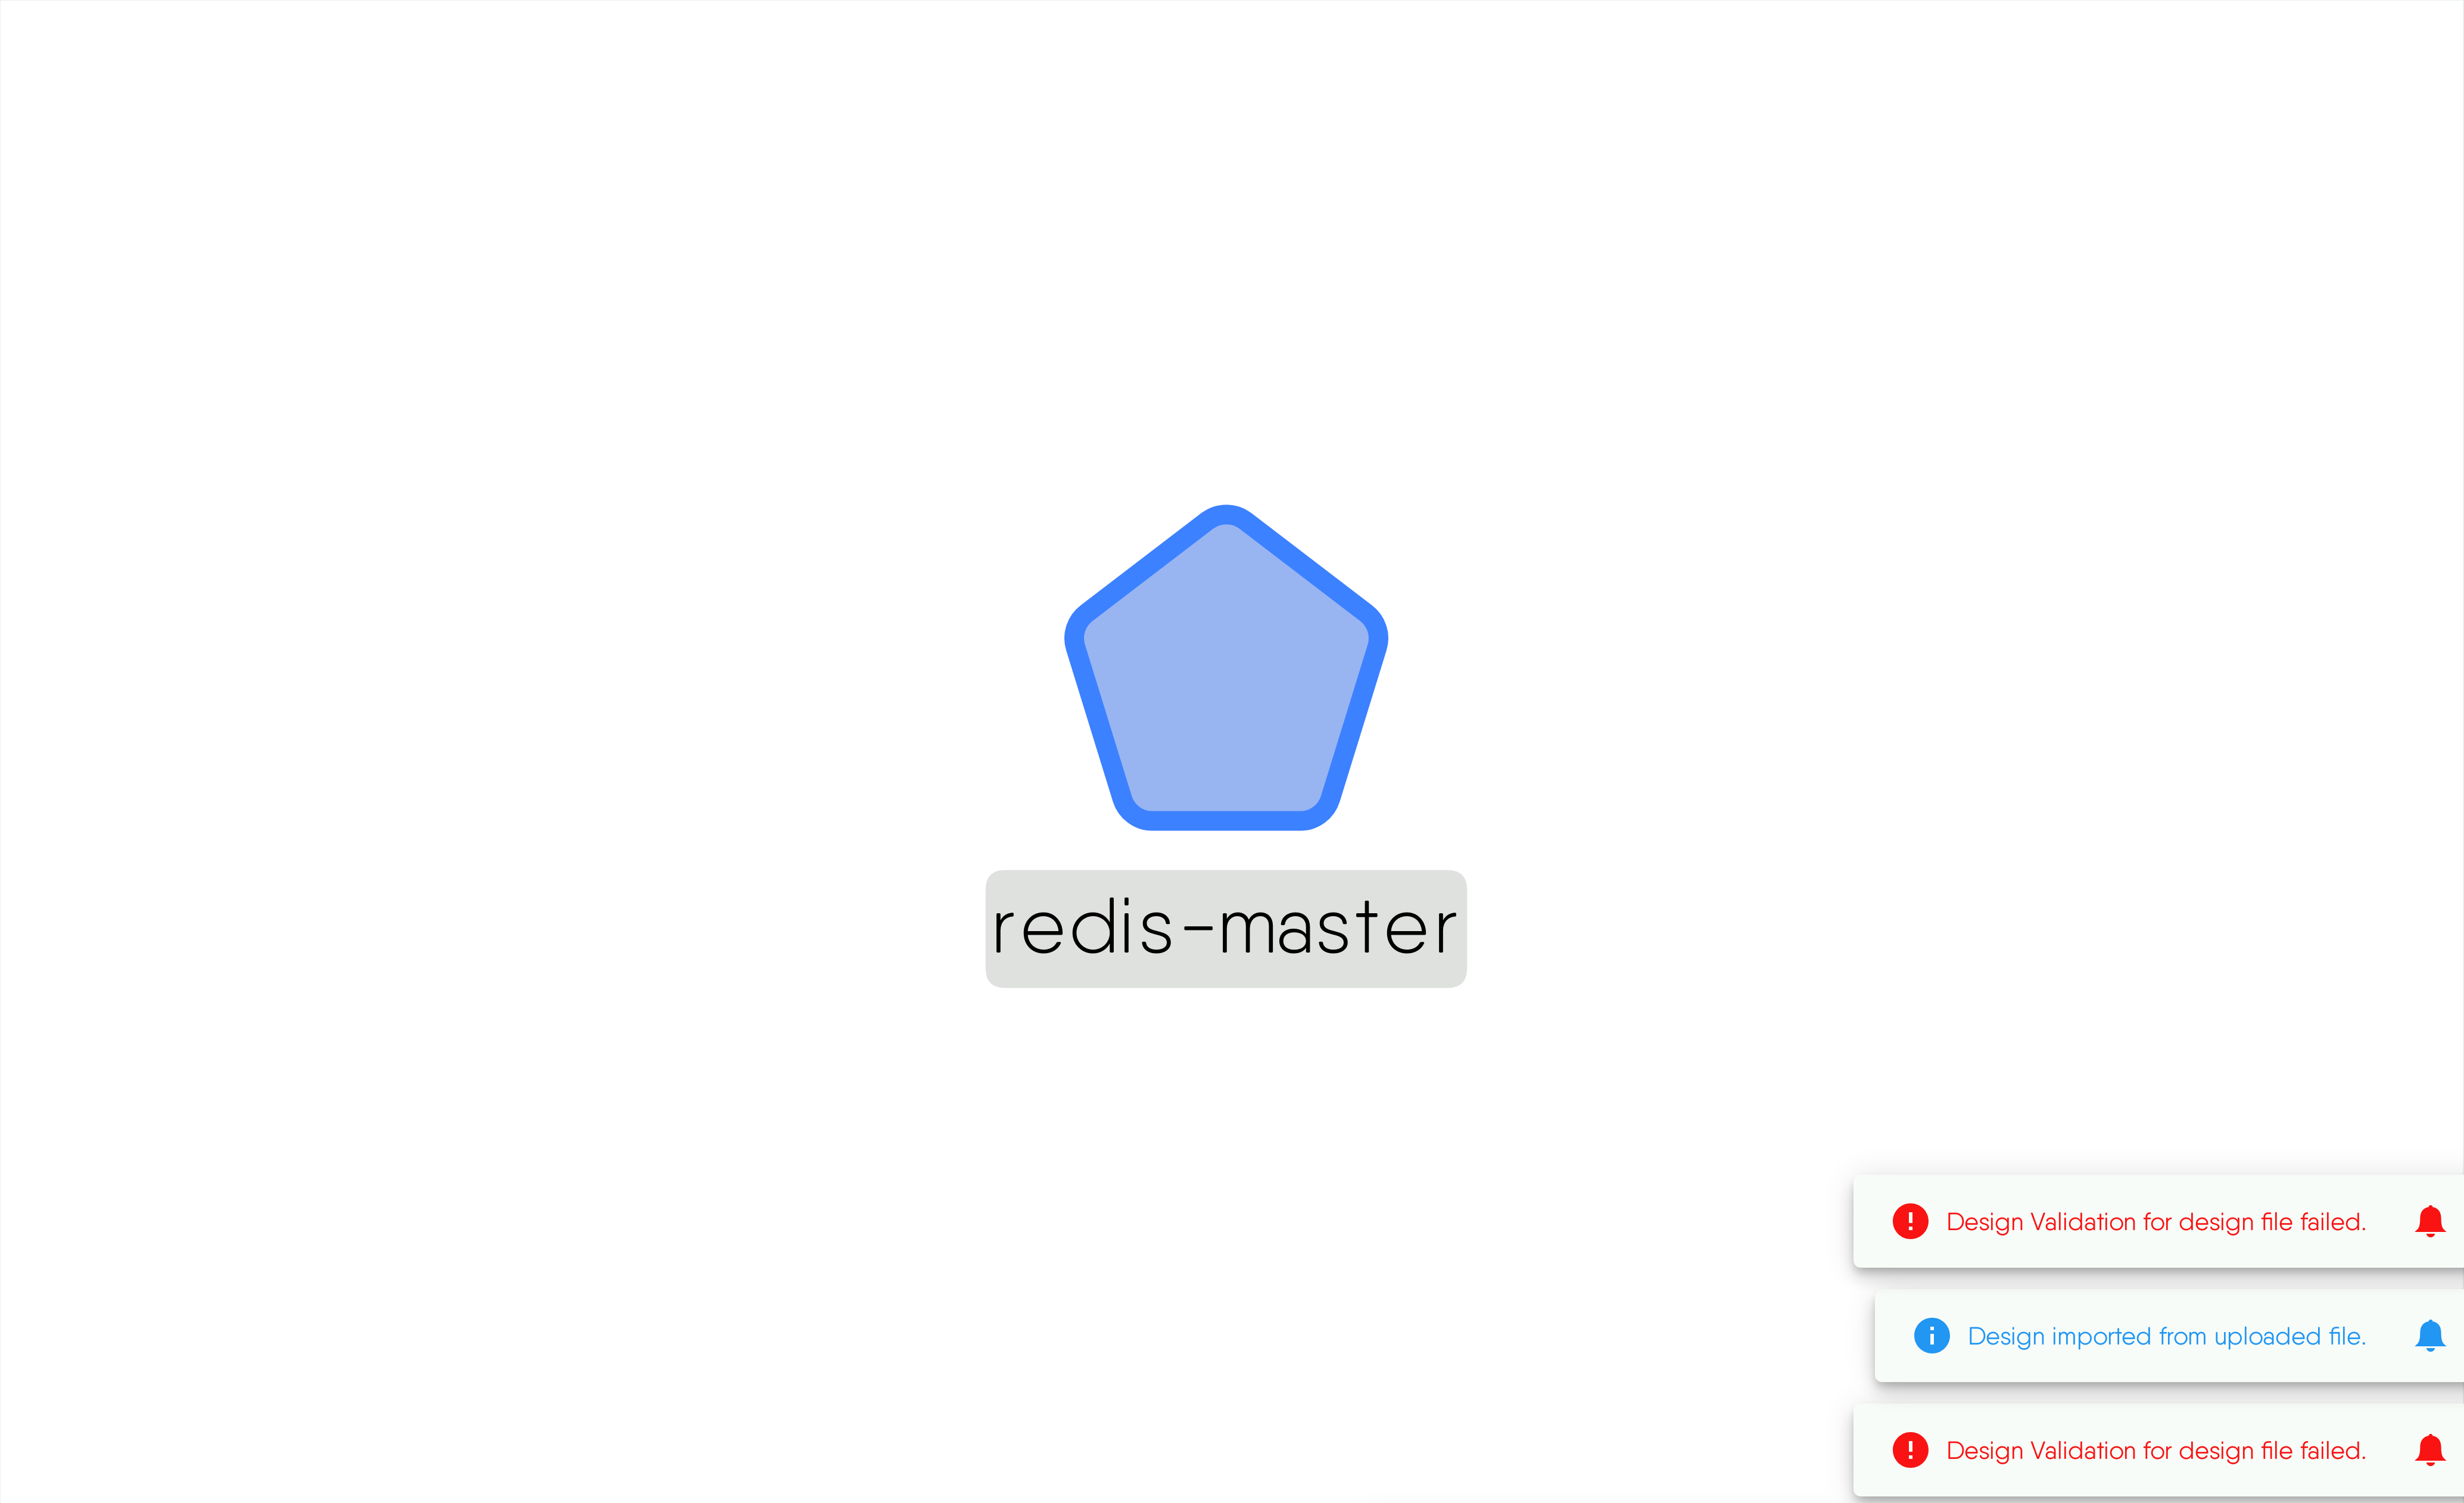 redis-master
Design Validation for design file failed.
Design imported from uploaded file.
Design Validation for design file failed.